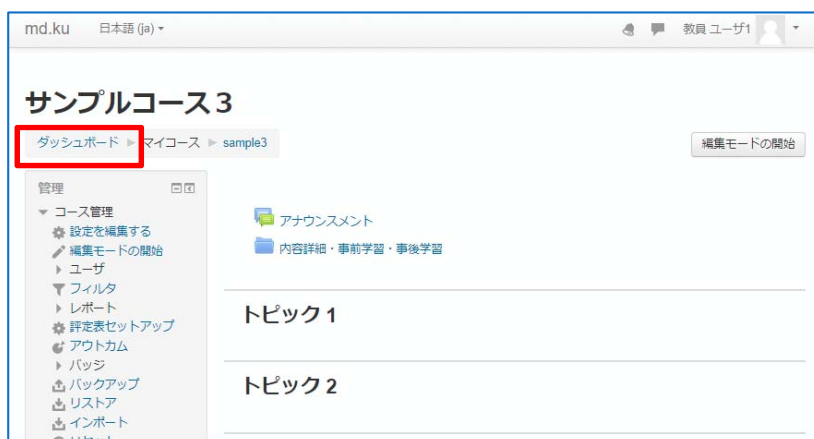 md.ku 日本語 (ja) 教員 ユーザ1
サンプルコース3
ダッシュボード マイコース sample3 編集モードの開始
管理
コース管理
設定を編集する
編集モードの開始
ユーザ
フィルタ
レポート
評定表セットアップ
アウトカム
バッジ
バックアップ
リストア
インポート
アナウンスメント
内容詳細・事前学習・事後学習
トピック 1
トピック 2